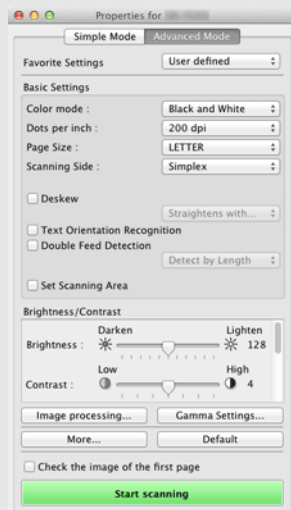 Properties for
Simple Mode Advanced Mode
Favorite Settings User defined
Basic Settings
Color mode : Black and White
Dots per inch : 200 dpi
Page Size : LETTER
Scanning Side : Simplex
Deskew
Straightens with...
Text Orientation Recognition
Double Feed Detection
Detect by Length
Set Scanning Area
Brightness/Contrast
Darken Lighten
Brightness : 128
Low High
Contrast : 4
Image processing... Gamma Settings...
More... Default
Check the image of the first page
Start scanning